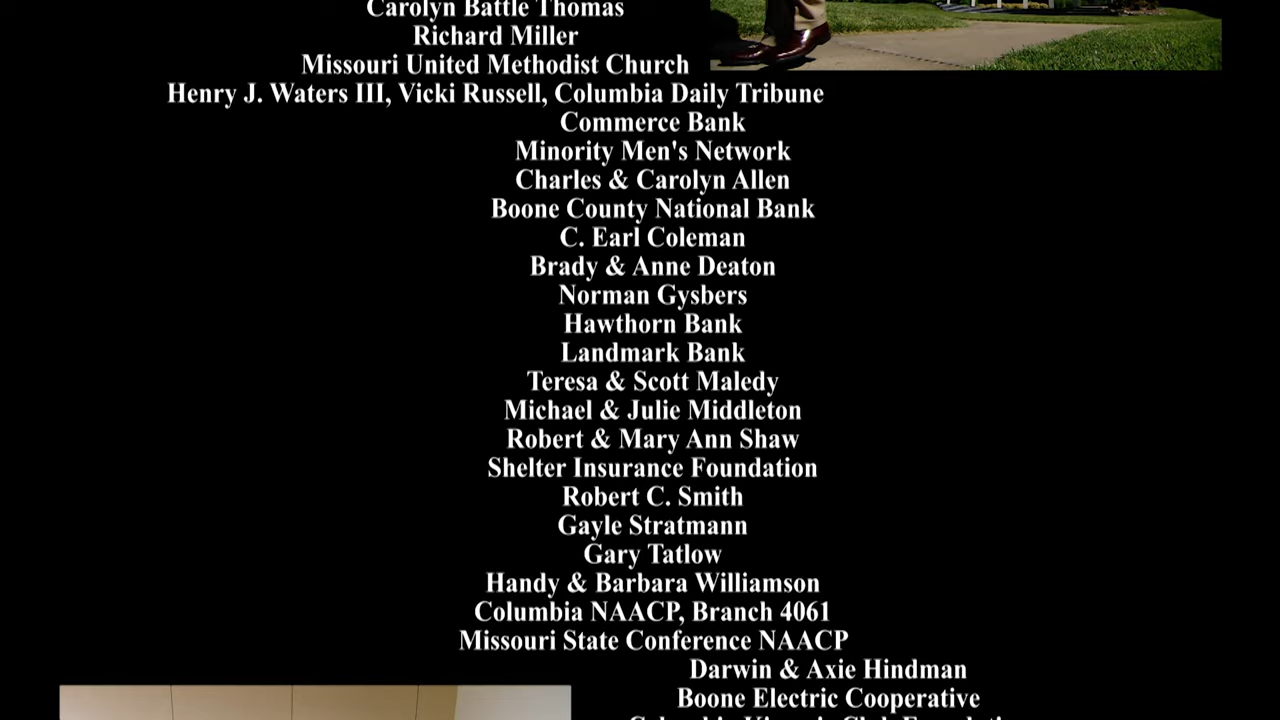 Carolyn Battle Thomas
Richard Miller
Missouri United Methodist Church
Henry J. Waters III, Vicki Russell, Columbia Daily Tribune
Commerce Bank
Minority Men's Network
Charles & Carolyn Allen
Boone County National Bank
C. Earl Coleman
Brady & Anne Deaton
Norman Gysbers
Hawthorn Bank
Landmark Bank
Teresa & Scott Maledy
Michael & Julie Middleton
Robert & Mary Ann Shaw
Shelter Insurance Foundation
Robert C. Smith
Gayle Stratmann
Gary Tatlow
Handy & Barbara Williamson
Columbia NAACP, Branch 4061
Missouri State Conference NAACP
Darwin & Axie Hindman
Boone Electric Cooperative